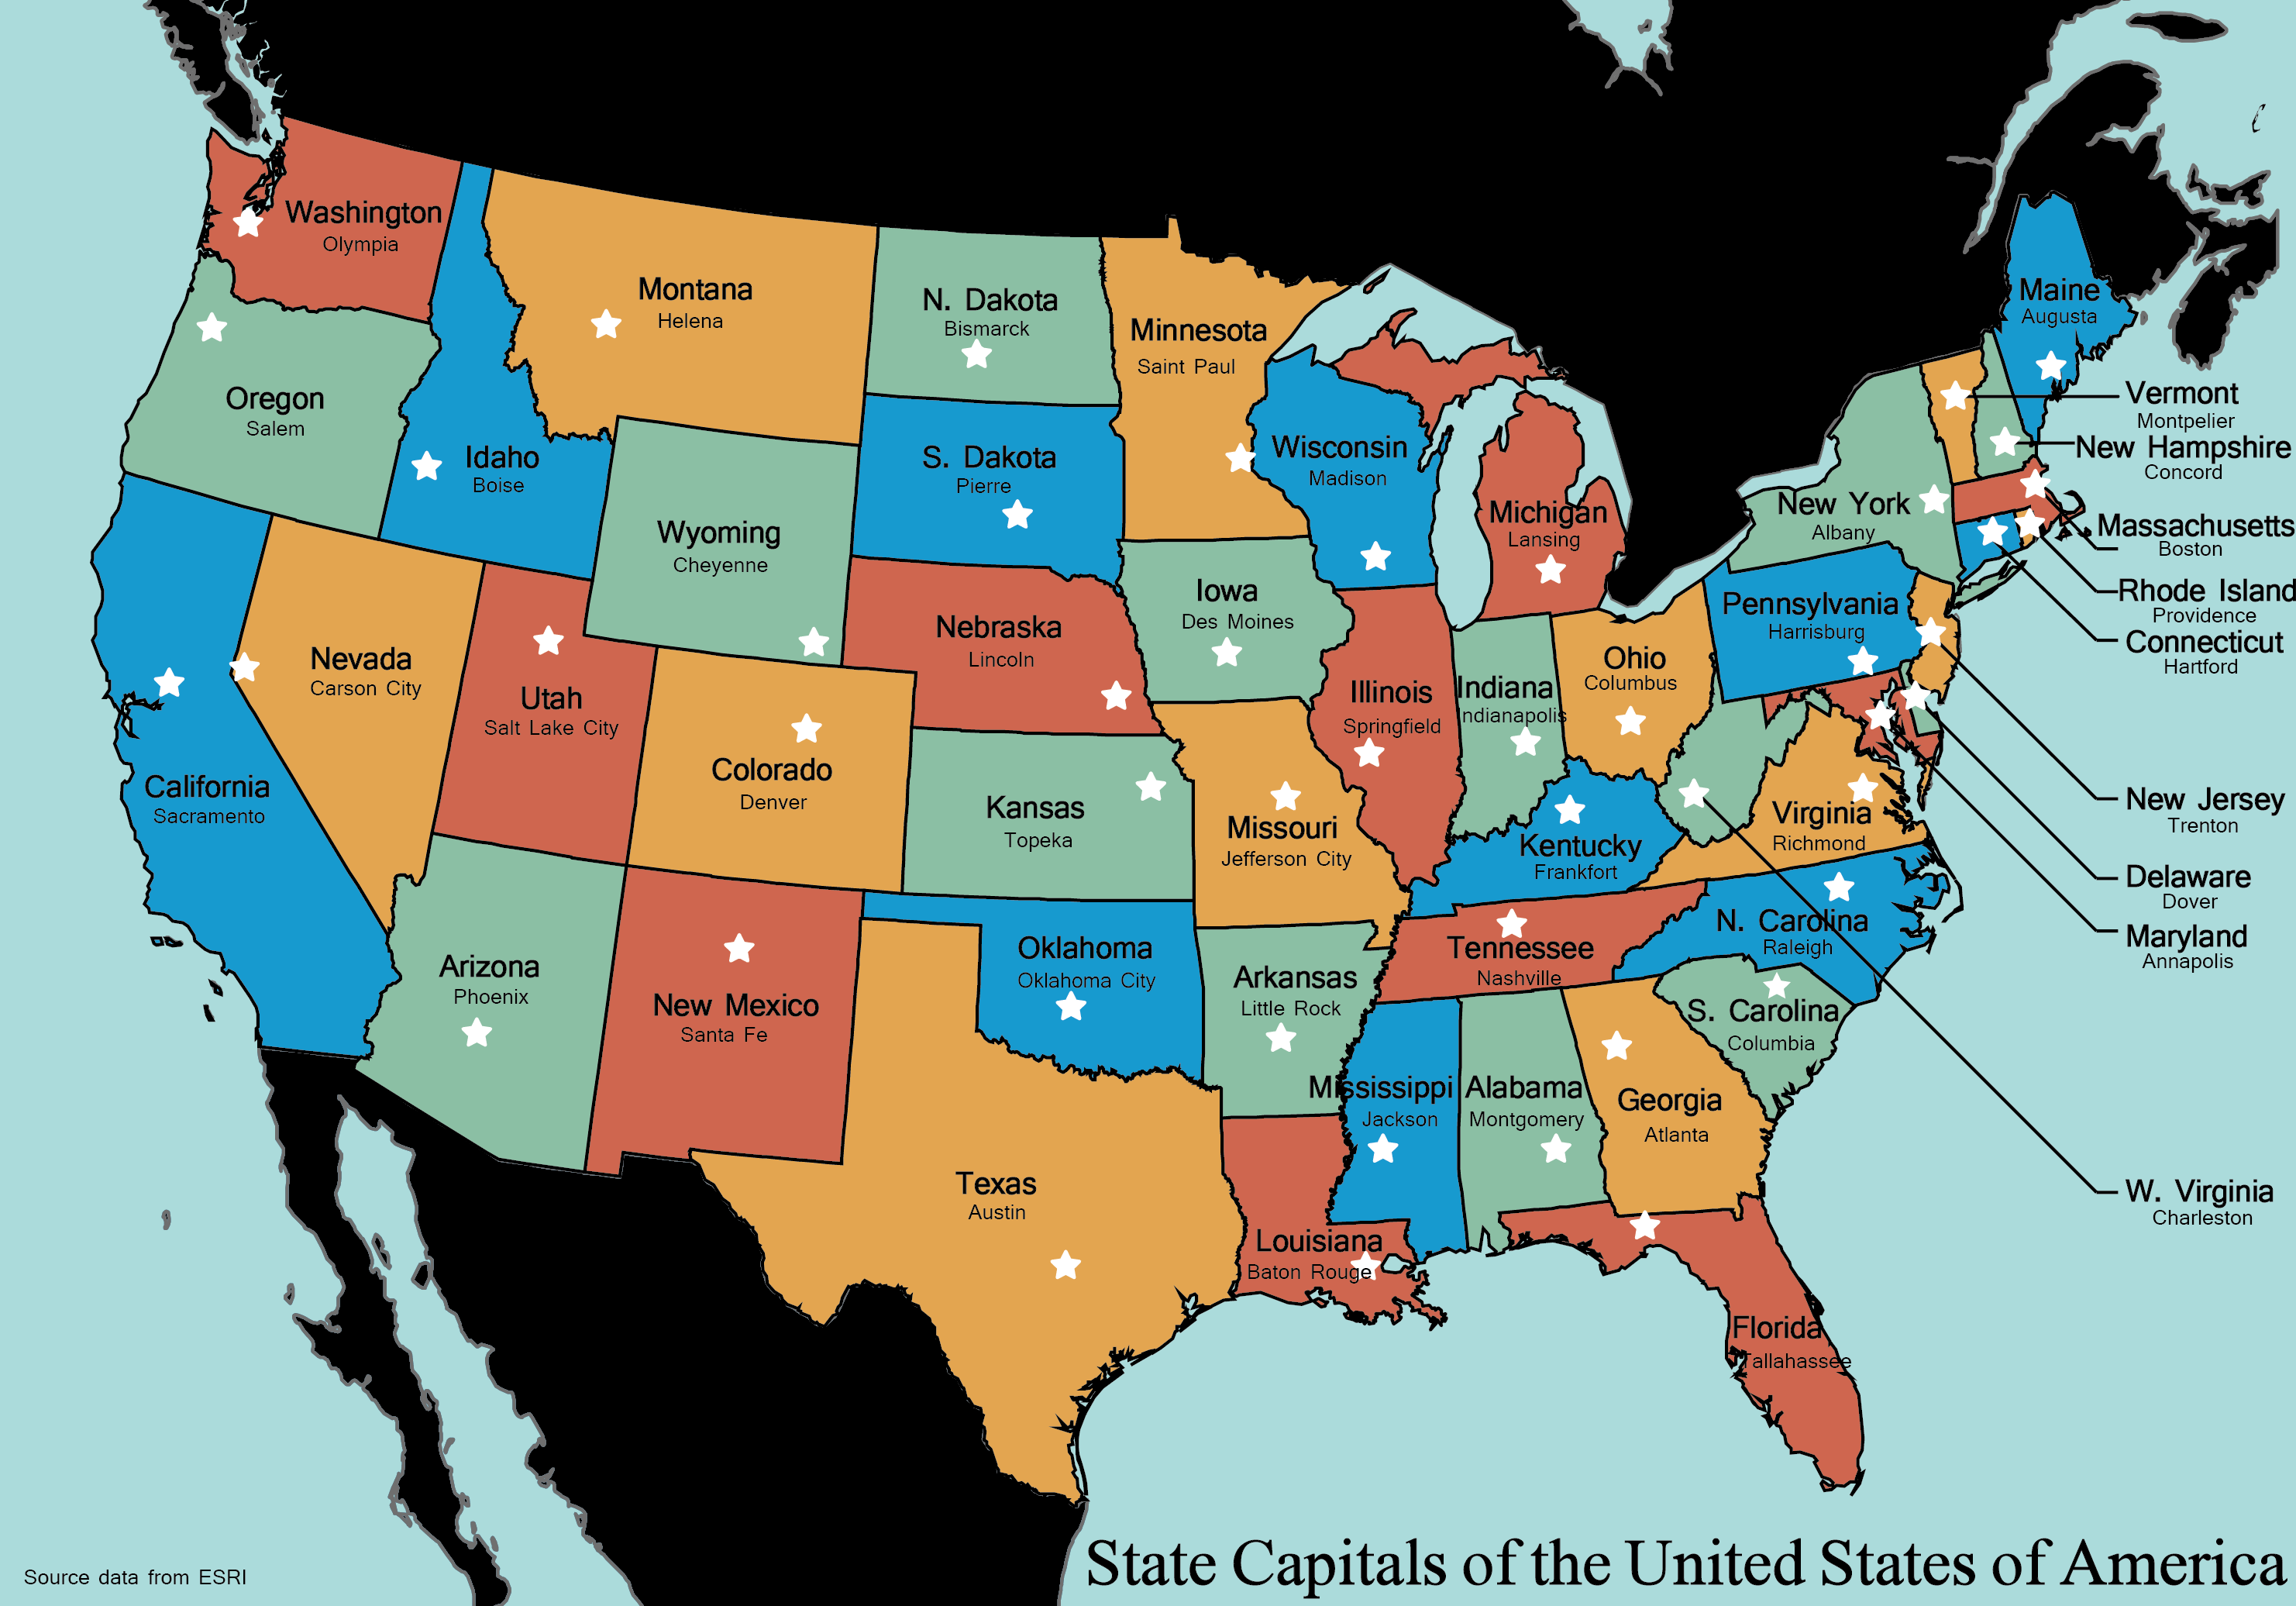 Washington
Olympia
Oregon
Salem
California
Sacramento
Nevada
Carson City
Idaho
Boise
Montana
Helena
Wyoming
Cheyenne
Utah
Salt Lake City
Colorado
Denver
Arizona
Phoenix
New Mexico
Santa Fe
N. Dakota
Bismarck
S. Dakota
Pierre
Nebraska
Lincoln
Kansas
Topeka
Oklahoma
Oklahoma City
Texas
Austin
Minnesota
Saint Paul
Iowa
Des Moines
Missouri
Jefferson City
Arkansas
Little Rock
Louisiana
Baton Rouge
Wisconsin
Madison
Illinois
Springfield
Michigan
Lansing
Indiana
Indianapolis
Ohio
Columbus
Kentucky
Frankfort
Tennessee
Nashville
Mississippi
Jackson
Alabama
Montgomery
Georgia
Atlanta
Florida
Tallahassee
S. Carolina
Columbia
N. Carolina
Raleigh
Virginia
Richmond
Pennsylvania
Harrisburg
New York
Albany
Maine
Augusta
Vermont
Montpelier
New Hampshire
Concord
Massachusetts
Boston
Rhode Island
Providence
Connecticut
Hartford
New Jersey
Trenton
Delaware
Dover
Maryland
Annapolis
W. Virginia
Charleston
Source data from ESRI
State Capitals of the United States of America